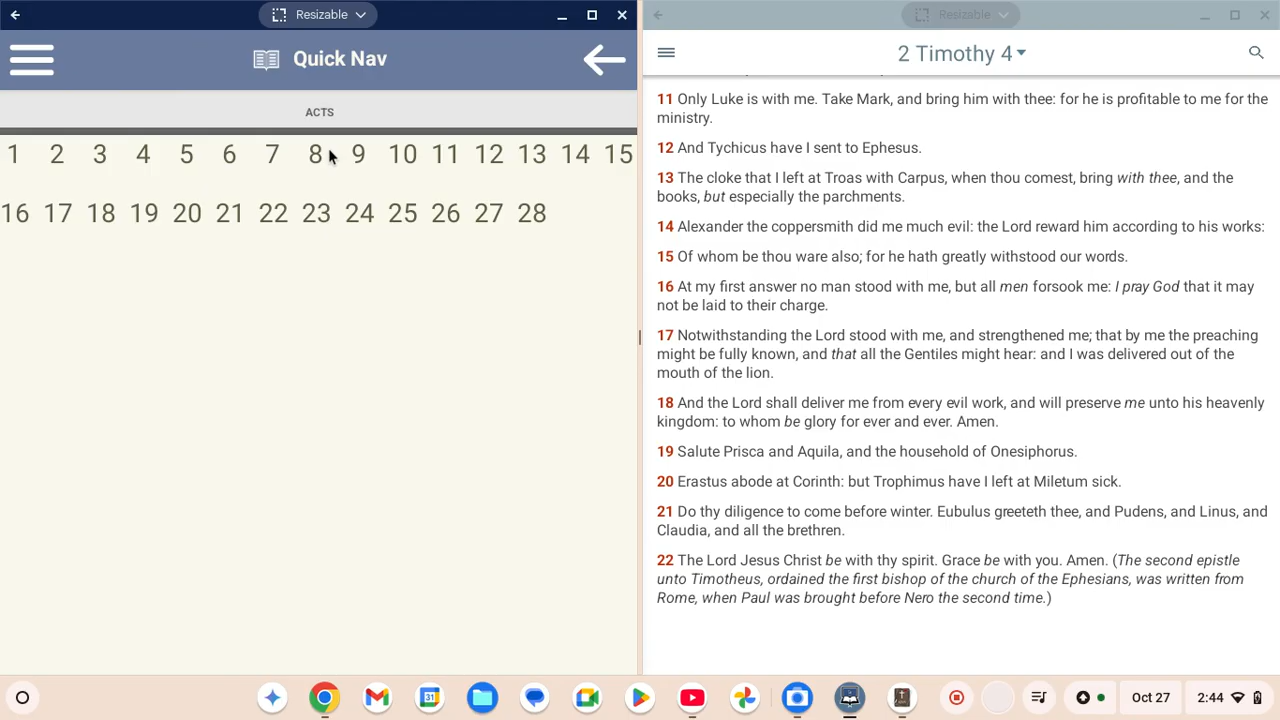 Resizable
Quick Nav
ACTS
1 2 3 4 5 6 7 8 9 10 11 12 13 14 15
16 17 18 19 20 21 22 23 24 25 26 27 28
Resizable
2 Timothy 4
11 Only Luke is with me. Take Mark, and bring him with thee: for he is profitable to me for the
ministry.
12 And Tychicus have I sent to Ephesus.
13 The cloke that I left at Troas with Carpus, when thou comest, bring with thee, and the
books, but especially the parchments.
14 Alexander the coppersmith did me much evil: the Lord reward him according to his works:
15 Of whom be thou ware also; for he hath greatly withstood our words.
16 At my first answer no man stood with me, but all men forsook me: I pray God that it may
not be laid to their charge.
17 Notwithstanding the Lord stood with me, and strengthened me; that by me the preaching
might be fully known, and that all the Gentiles might hear: and I was delivered out of the
mouth of the lion.
18 And the Lord shall deliver me from every evil work, and will preserve me unto his heavenly
kingdom: to whom be glory for ever and ever. Amen.
19 Salute Prisca and Aquila, and the household of Onesiphorus.
20 Erastus abode at Corinth: but Trophimus have I left at Miletum sick.
21 Do thy diligence to come before winter. Eubulus greeteth thee, and Pudens, and Linus, and
Claudia, and all the brethren.
22 The Lord Jesus Christ be with thy spirit. Grace be with you. Amen. (The second epistle
unto Timotheus, ordained the first bishop of the church of the Ephesians, was written from
Rome, when Paul was brought before Nero the second time.)
Oct 27
2:44